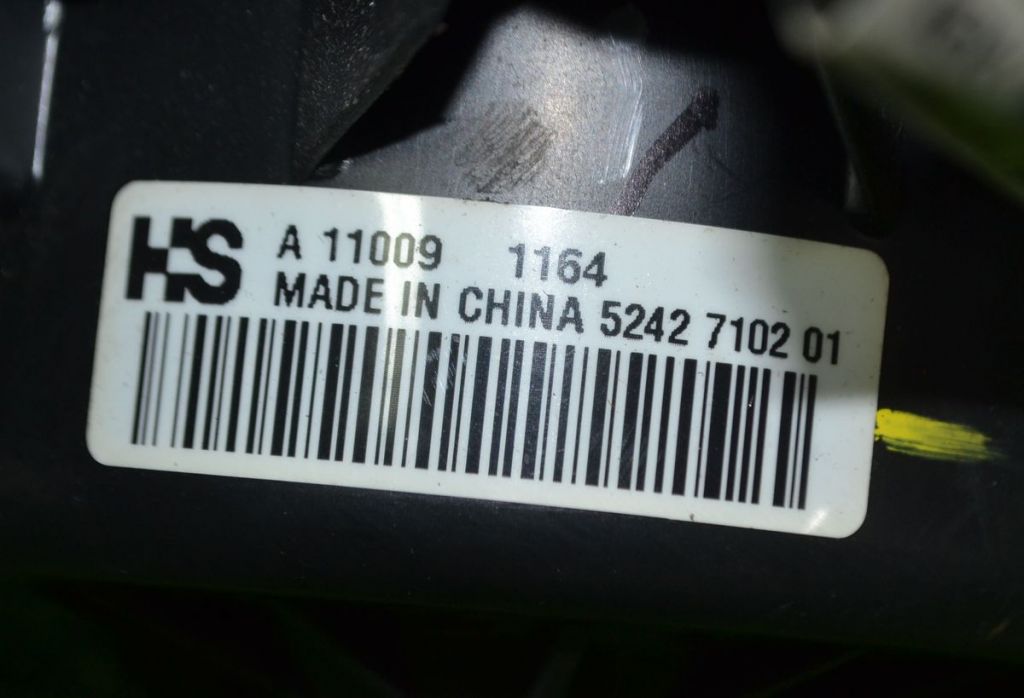 HS A 11009 1164
MADE IN CHINA 5242 7102 01